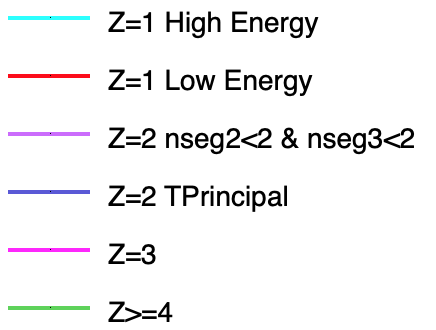 Z=1 High Energy
Z=1 Low Energy
Z=2 nseg2<2 & nseg3<2
Z=2 TPrincipal
Z=3
Z>=4